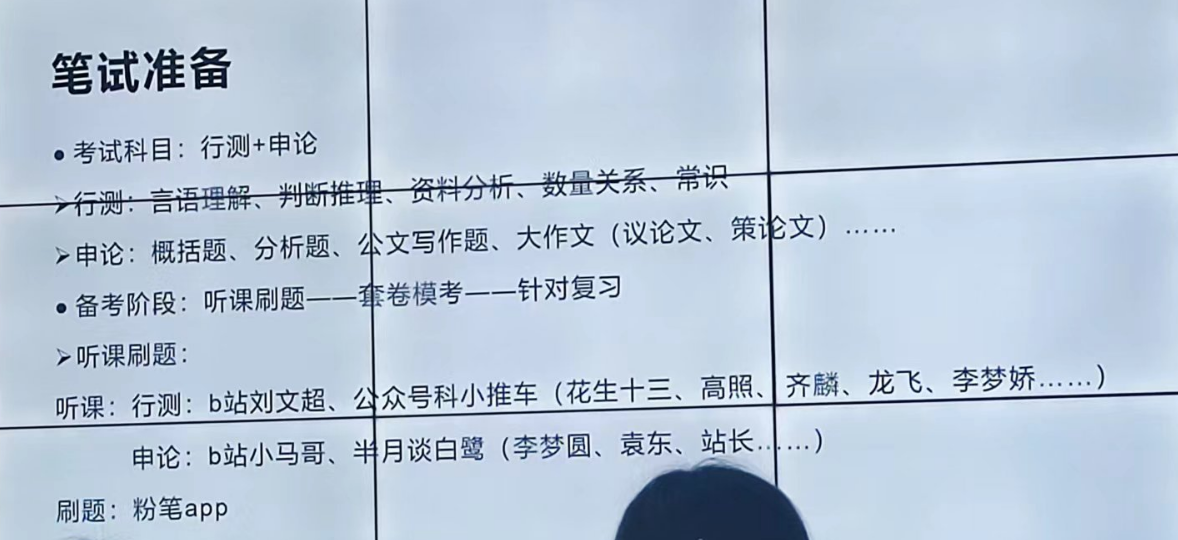 笔试准备
●考试科目：行测+申论
➢行测：言语理解、判断推理、资料分析、数量关系、常识
➢申论：概括题、分析题、公文写作题、大作文（议论文、策论文）……
●备考阶段：听课刷题——套卷模考——针对复习
➢听课刷题：
听课：行测：b站刘文超、公众号科小推车（花生十三、高照、齐麟、龙飞、李梦娇……）
申论：b站小马哥、半月谈白鹭（李梦圆、袁东、站长……）
刷题：粉笔app